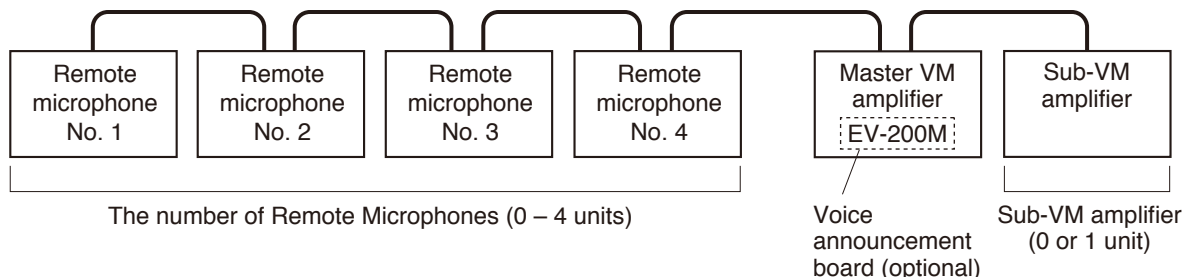 Remote
microphone
No. 1
Remote
microphone
No. 2
Remote
microphone
No. 3
Remote
microphone
No. 4
Master VM
amplifier
EV-200M
Sub-VM
amplifier
The number of Remote Microphones (0 – 4 units)
Voice
announcement
board (optional)
Sub-VM amplifier
(0 or 1 unit)